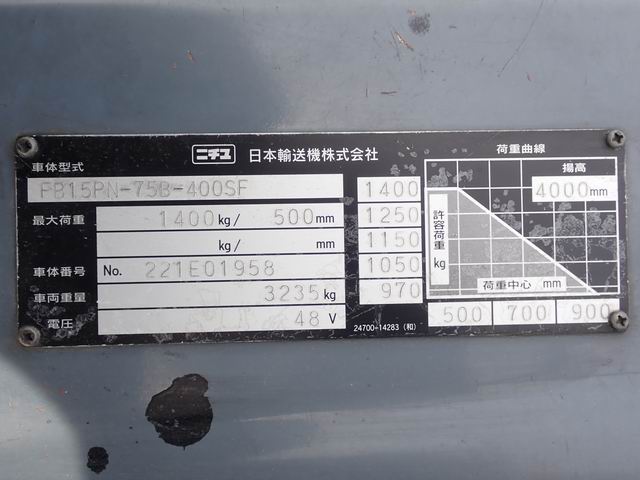 ニチユ 日本輸送機株式会社
車体型式
FB15PN-75B-400SF
最大荷重 1400kg/ 500mm
kg/ mm
車体番号 No. 221E01958
車両重量 3235kg
電圧 48V
1400
1250
1150
1050
970
24700-14283 (和)
荷重曲線
揚高
4000mm
許容荷重 kg
荷重中心 mm
500 700 900